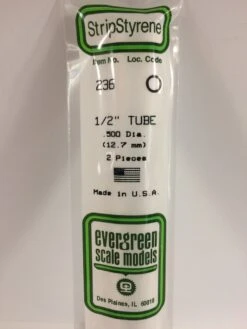 StripStyrene
Item No. Loc. Code
236
1/2" TUBE
.500 Dia.
(12.7 mm)
2 Pieces
Made in U.S.A.
evergreen
scale models
Des Plaines, IL 60018